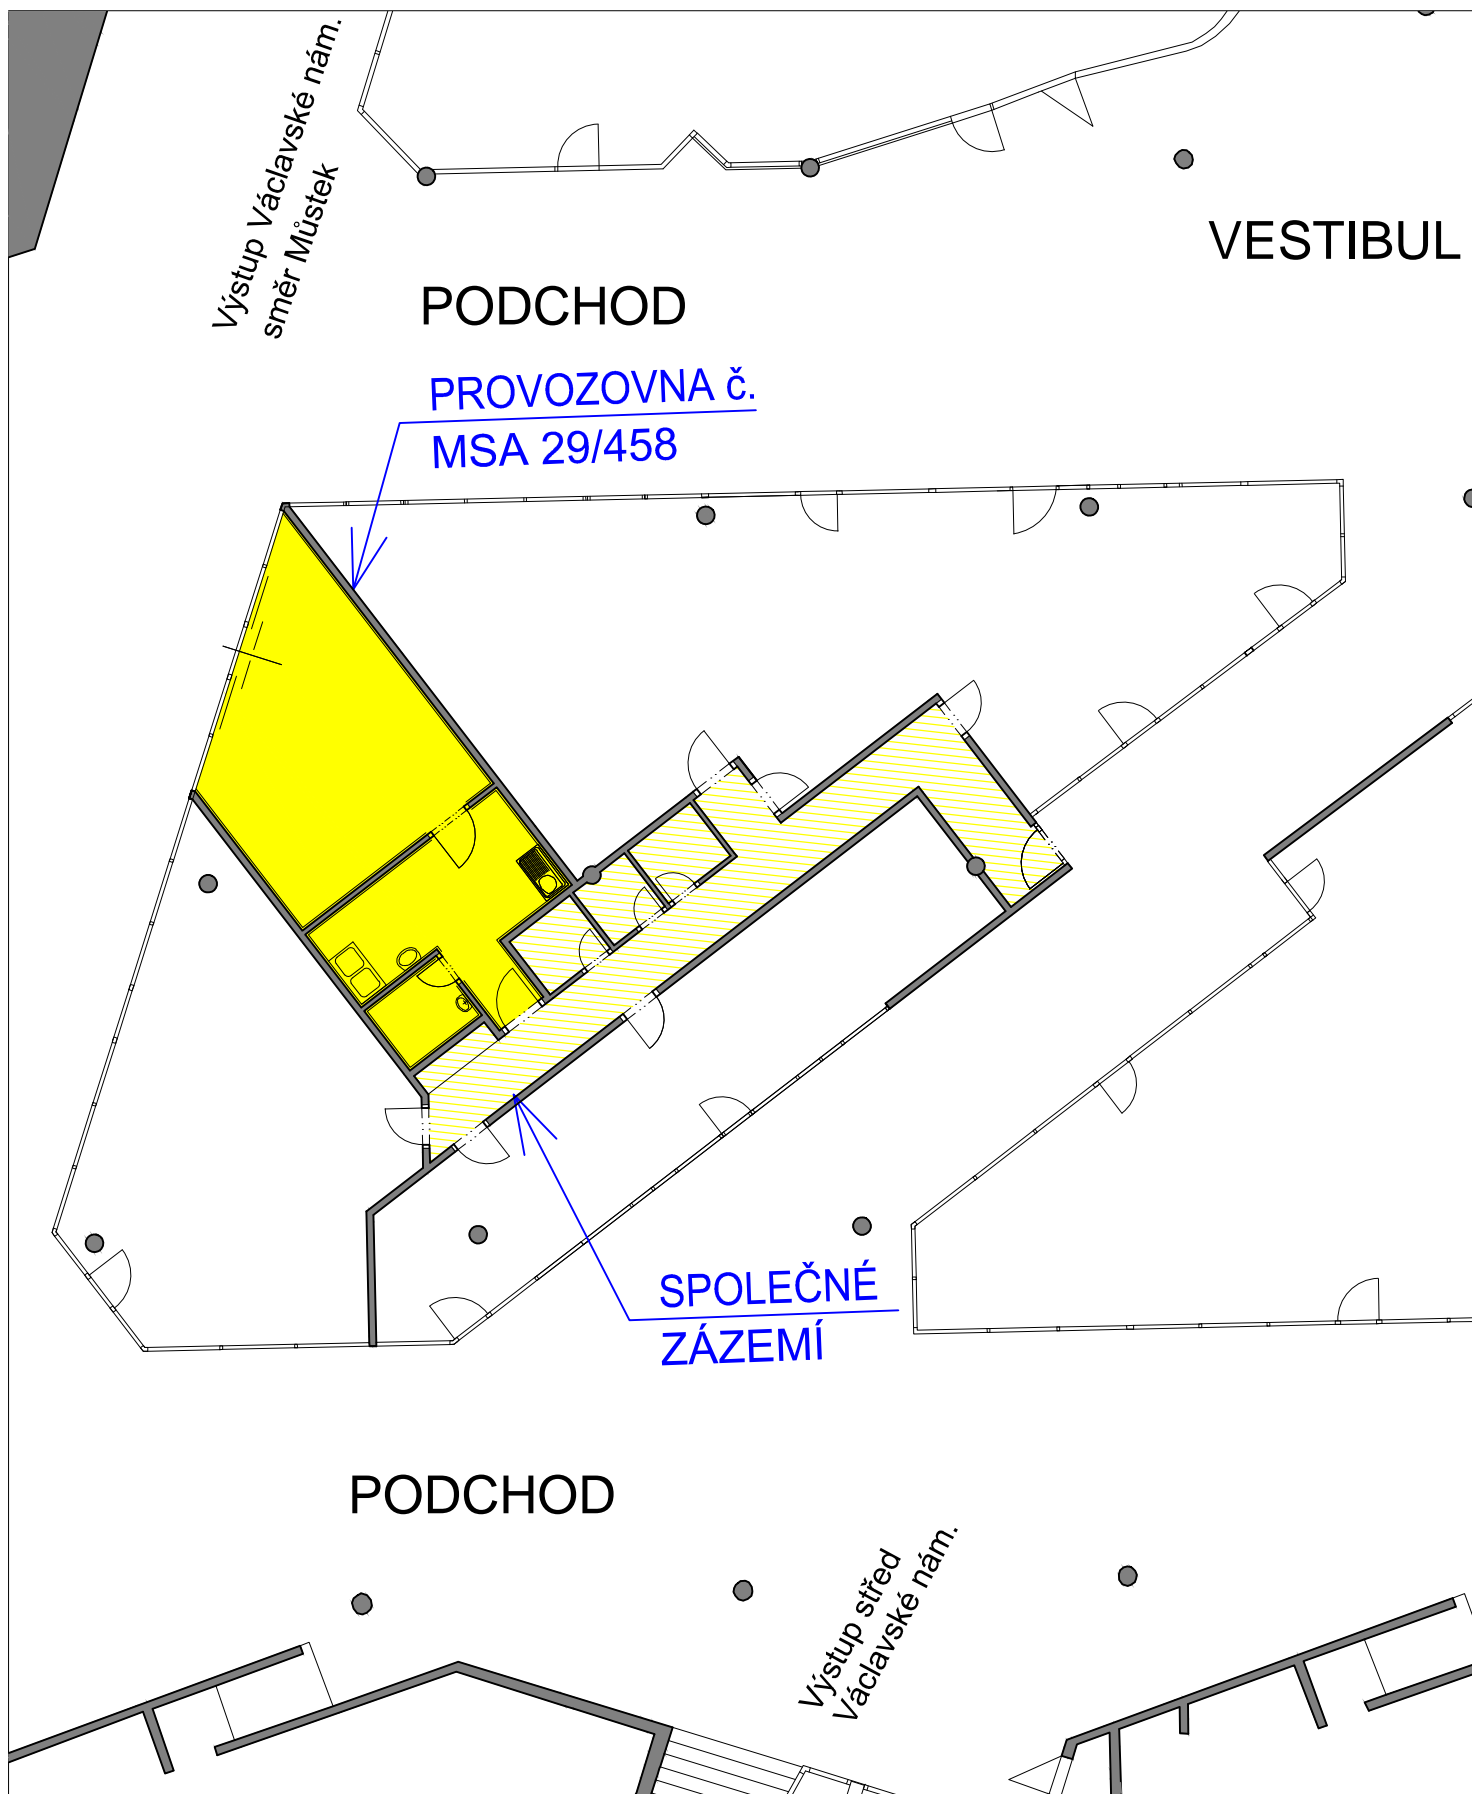 Výstup Václavské nám.
směr Můstek
VESTIBUL
PODCHOD
PROVOZOVNA č.
MSA 29/458
SPOLEČNÉ
ZÁZEMÍ
PODCHOD
Výstup střed
Václavské nám.